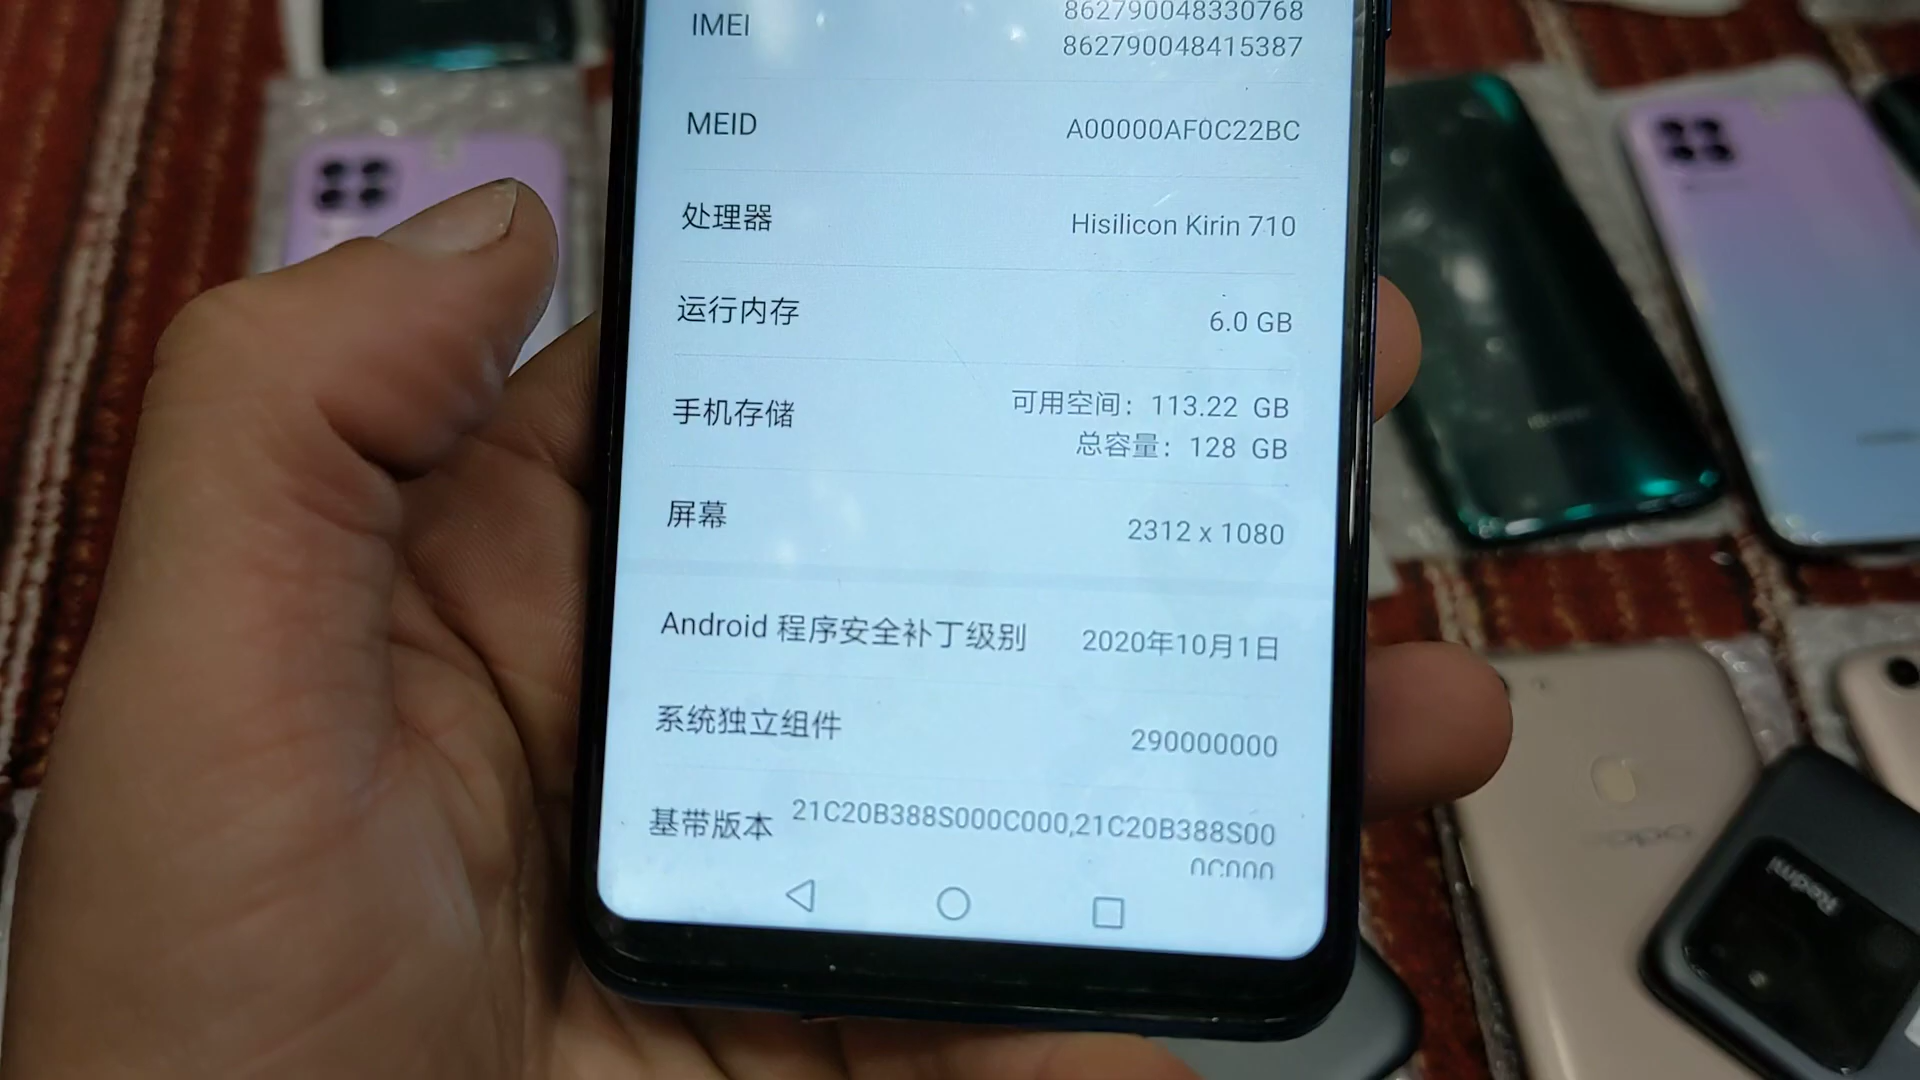 IMEI
862790048330768
862790048415387
MEID
A00000AF0C22BC
处理器
Hisilicon Kirin 710
运行内存
6.0 GB
手机存储
可用空间：113.22 GB
总容量：128 GB
屏幕
2312 x 1080
Android 程序安全补丁级别
2020年10月1日
系统独立组件
290000000
基带版本
21C20B388S000C000,21C20B388S00
0C000
Redmi